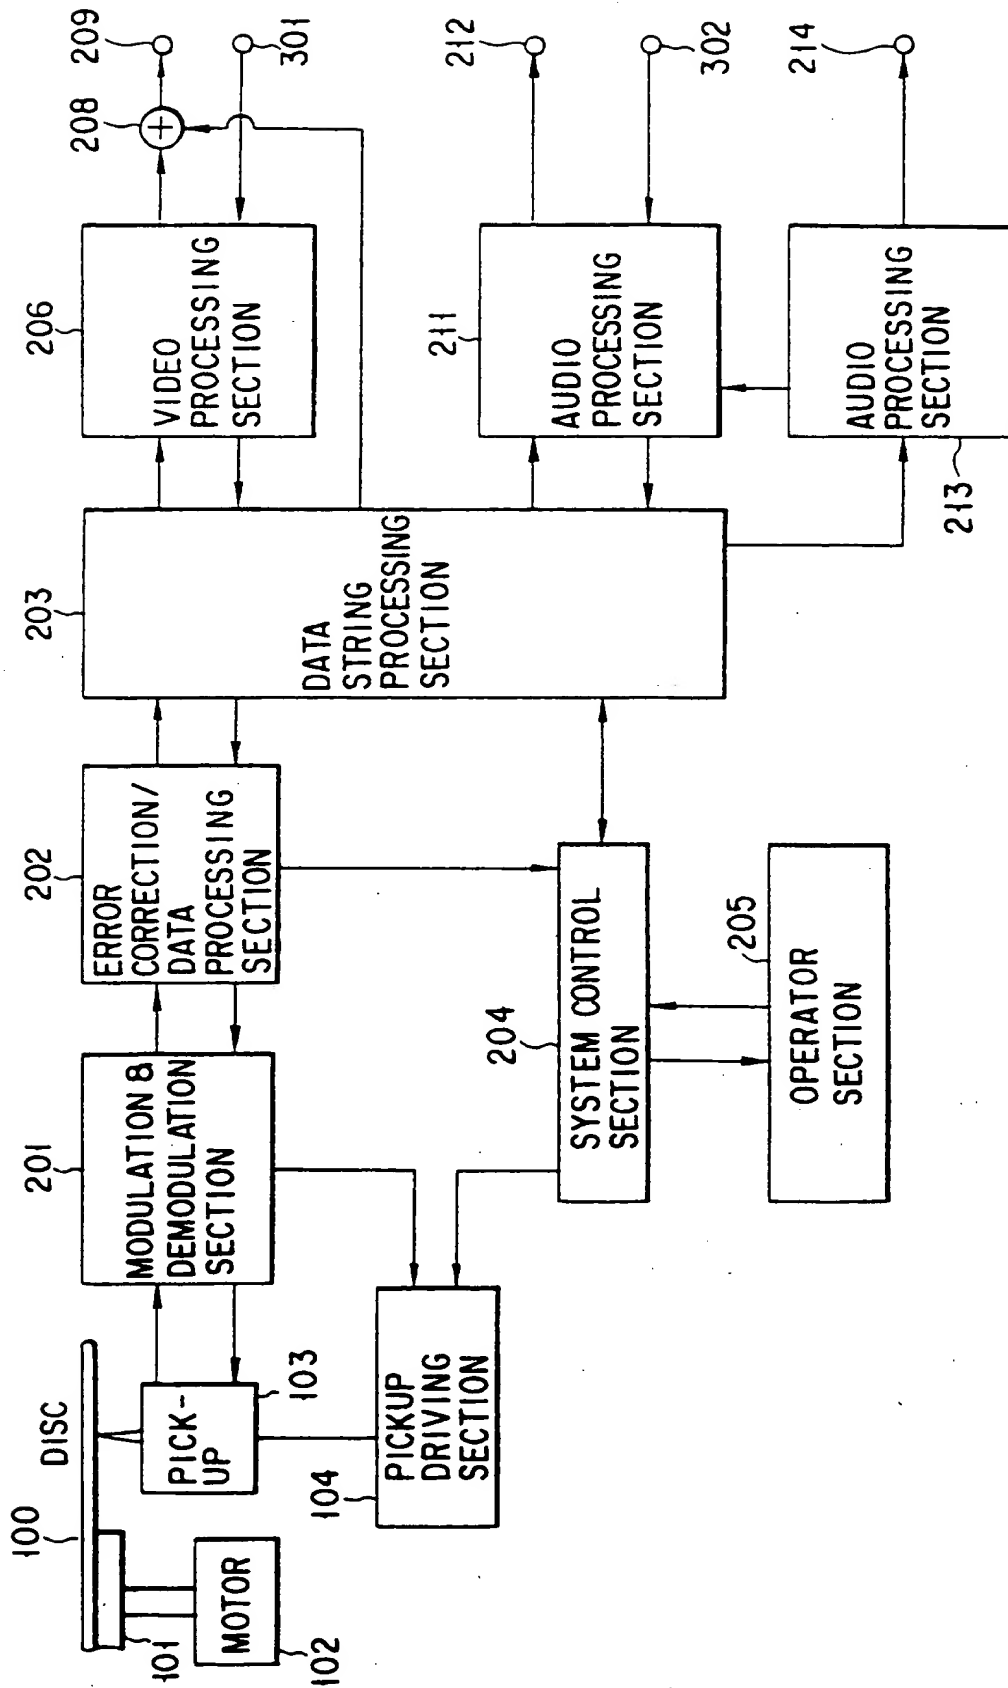 100
DISC
101
MOTOR
102
PICK-
UP
103
104
PICKUP
DRIVING
SECTION
201
MODULATION &
DEMODULATION
SECTION
202
ERROR
CORRECTION/
DATA
PROCESSING
SECTION
204
SYSTEM CONTROL
SECTION
205
OPERATOR
SECTION
203
DATA
STRING
PROCESSING
SECTION
206
VIDEO
PROCESSING
SECTION
208
209
301
211
AUDIO
PROCESSING
SECTION
212
302
AUDIO
PROCESSING
SECTION
213
214